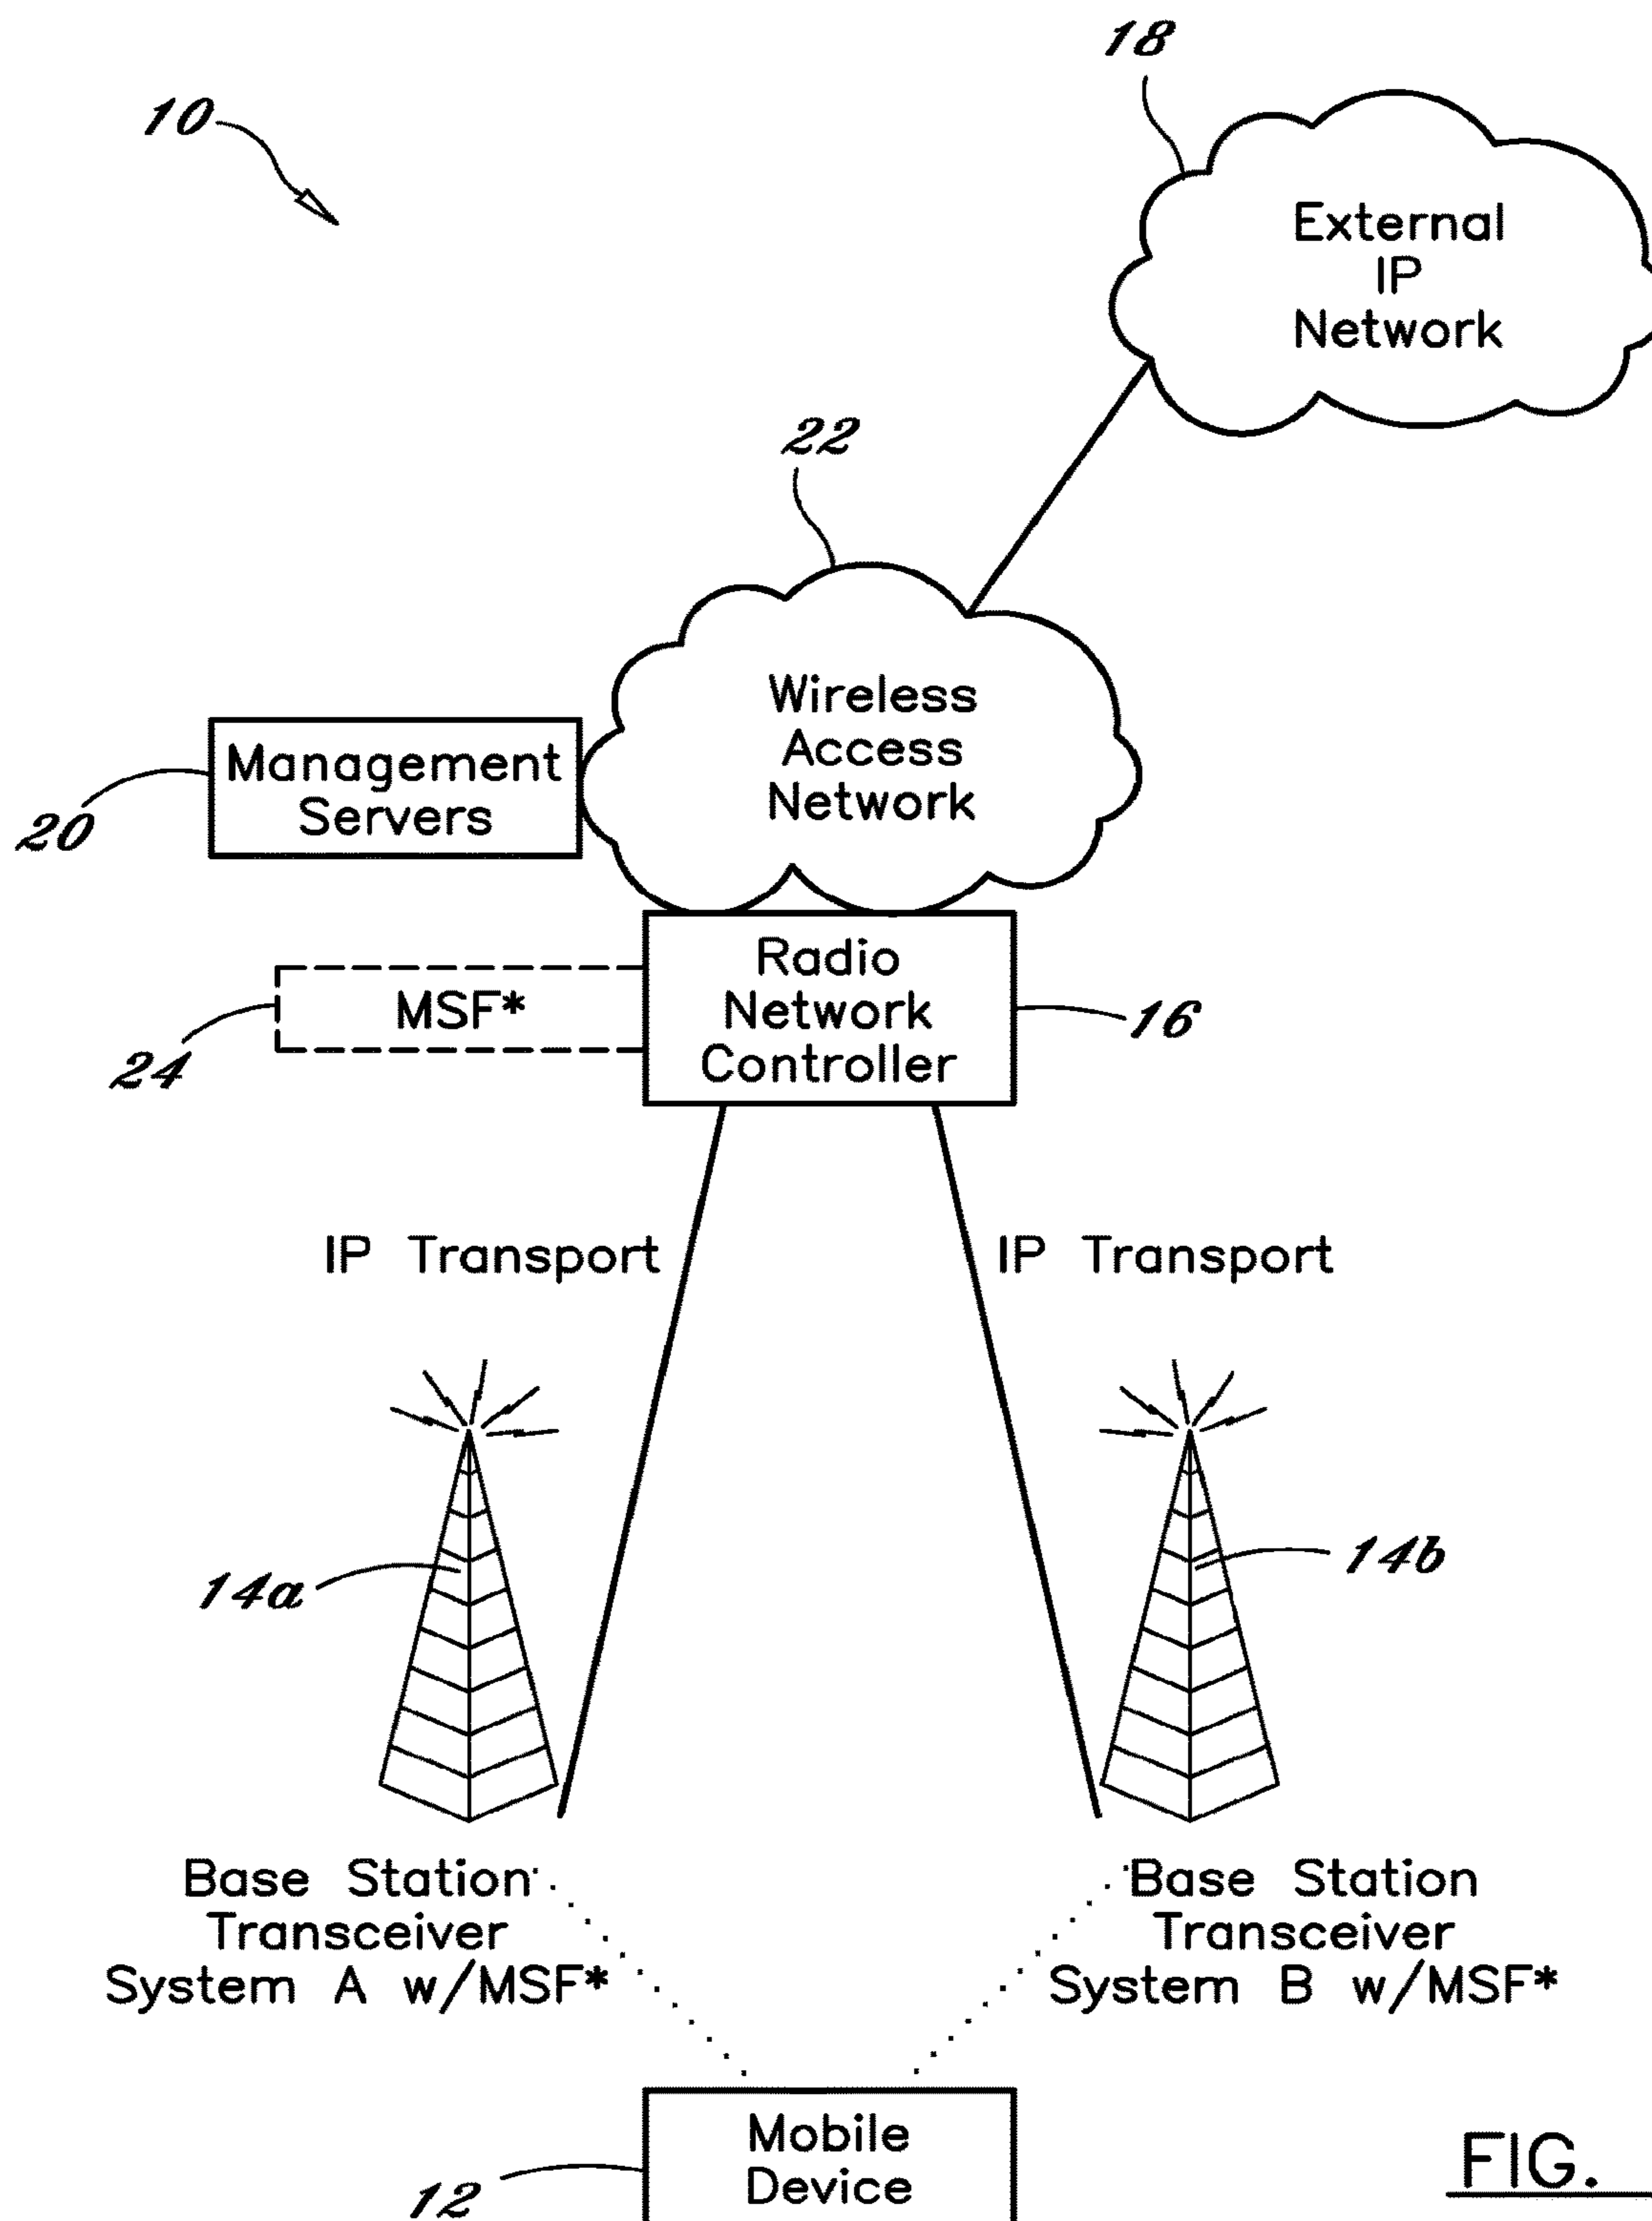 18
10
External
IP
Network
22
Wireless
Access
Network
Management
Servers
20
Radio
Network
Controller
MSF*
16
24
IP Transport
IP Transport
14a
14b
Base Station
Transceiver
System A w/MSF*
Base Station
Transceiver
System B w/MSF*
Mobile
Device
12
FIG.